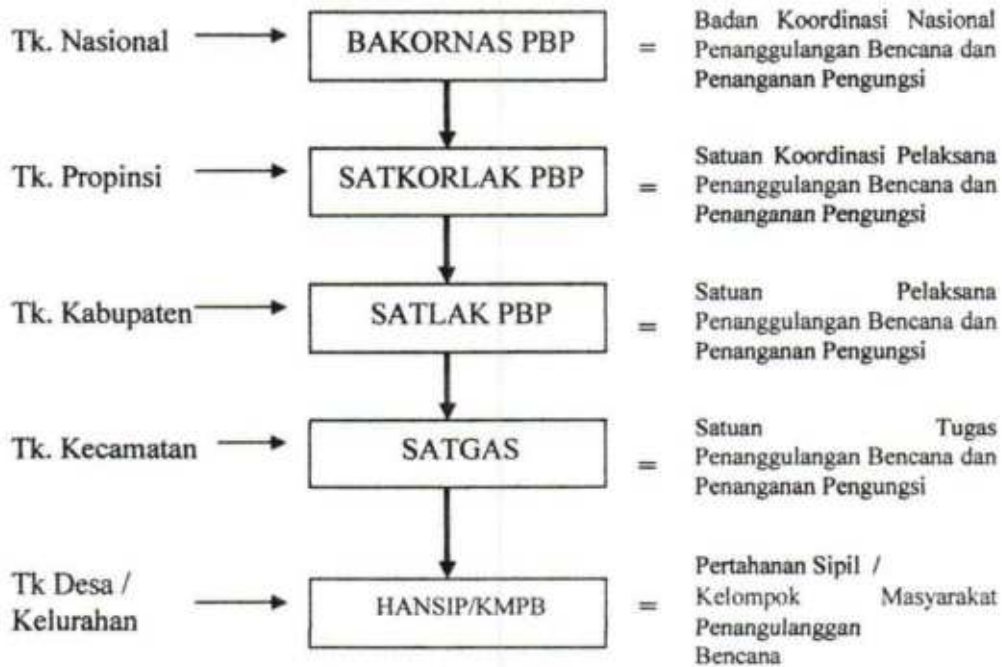 Tk. Nasional
BAKORNAS PBP
=
Badan Koordinasi Nasional
Penanggulangan Bencana dan
Penanganan Pengungsi
Tk. Propinsi
SATKORLAK PBP
=
Satuan Koordinasi Pelaksana
Penanggulangan Bencana dan
Penanganan Pengungsi
Tk. Kabupaten
SATLAK PBP
=
Satuan Pelaksana
Penanggulangan Bencana dan
Penanganan Pengungsi
Tk. Kecamatan
SATGAS
=
Satuan Tugas
Penanggulangan Bencana dan
Penanganan Pengungsi
Tk Desa /
Kelurahan
HANSIP/KMPB
=
Pertahanan Sipil /
Kelompok Masyarakat
Penangulanggan
Bencana